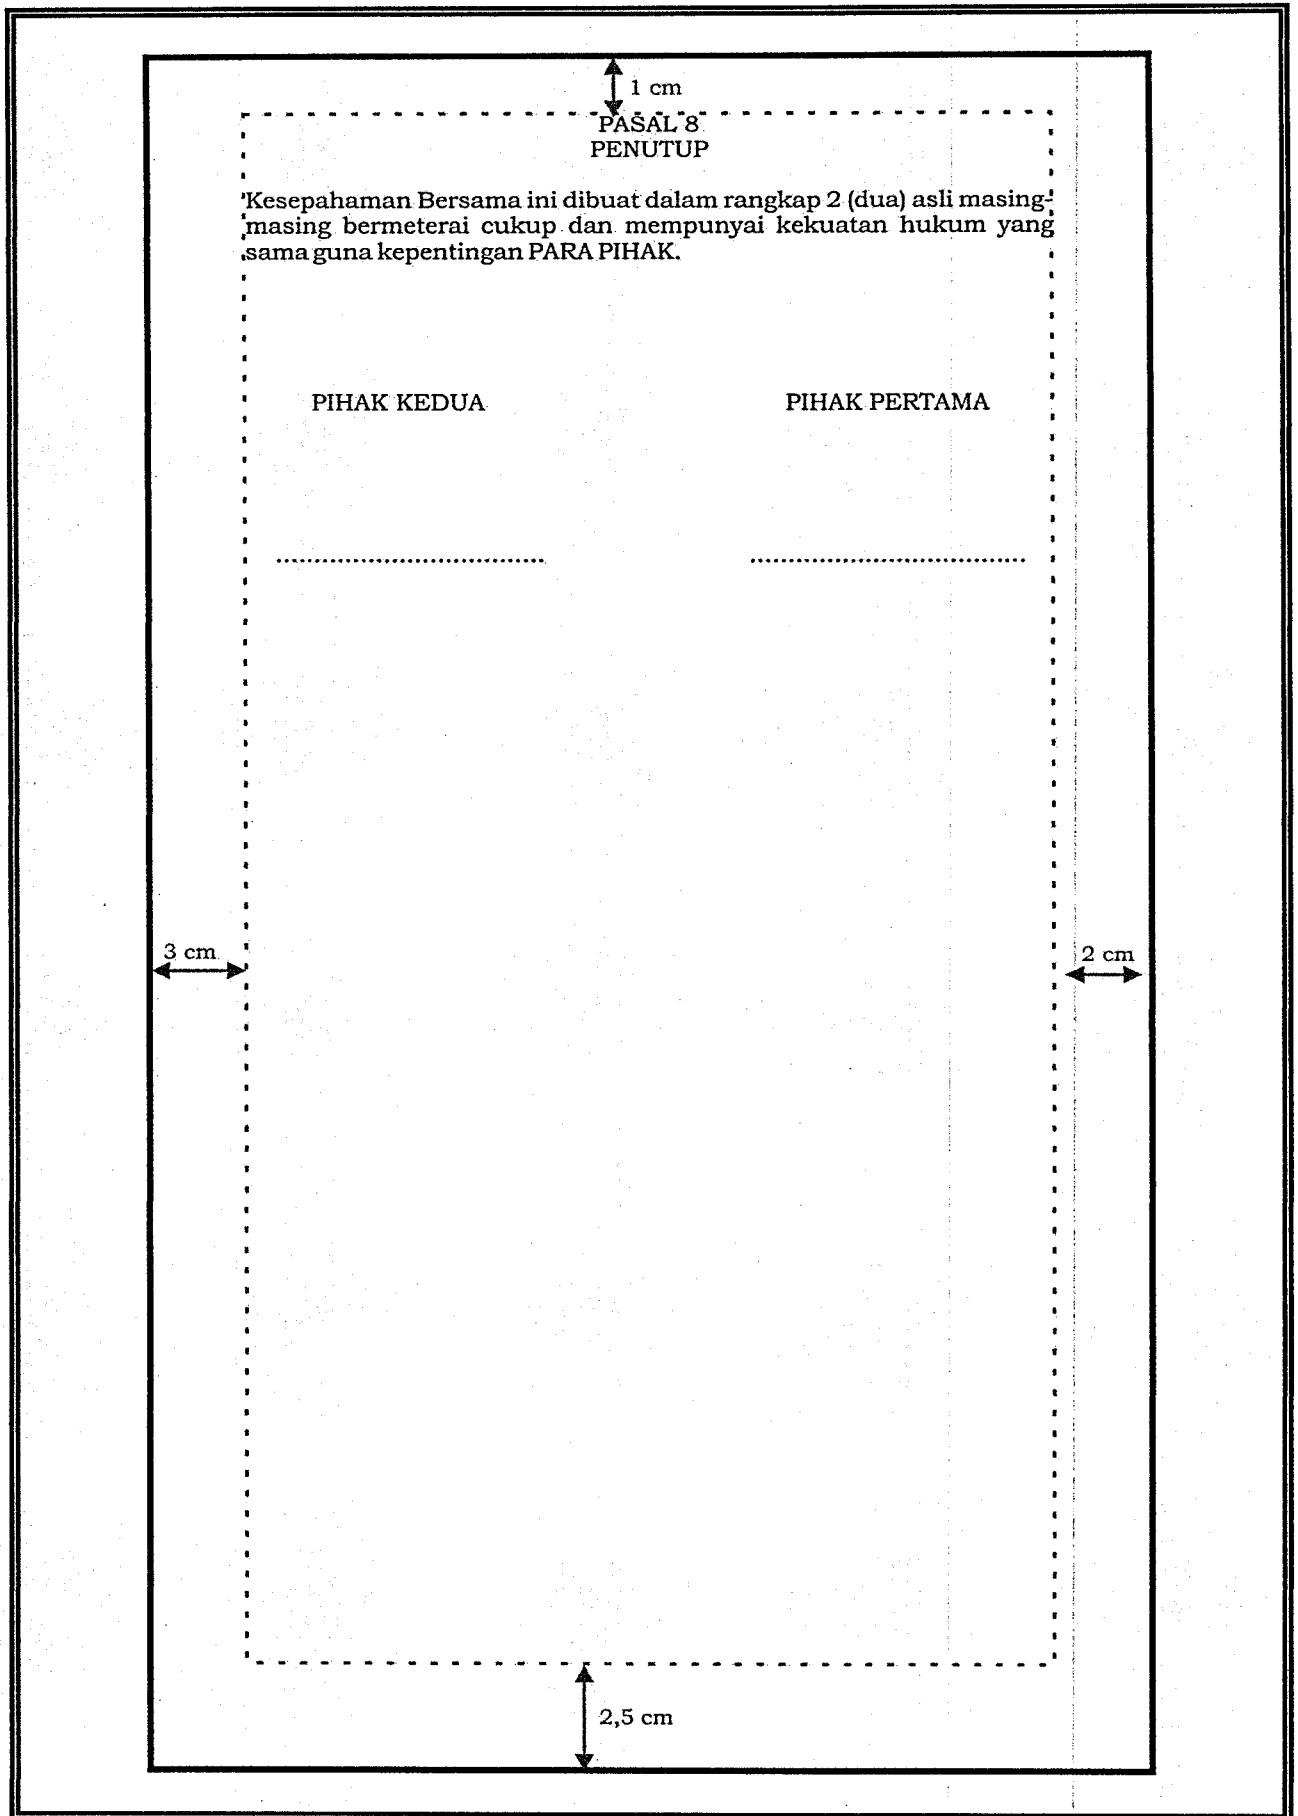 1 cm
PASAL 8
PENUTUP
Kesepahaman Bersama ini dibuat dalam rangkap 2 (dua) asli masing-
masing bermeterai cukup dan mempunyai kekuatan hukum yang
sama guna kepentingan PARA PIHAK.
PIHAK KEDUA PIHAK PERTAMA
.............................. ..............................
3 cm 2 cm
2,5 cm